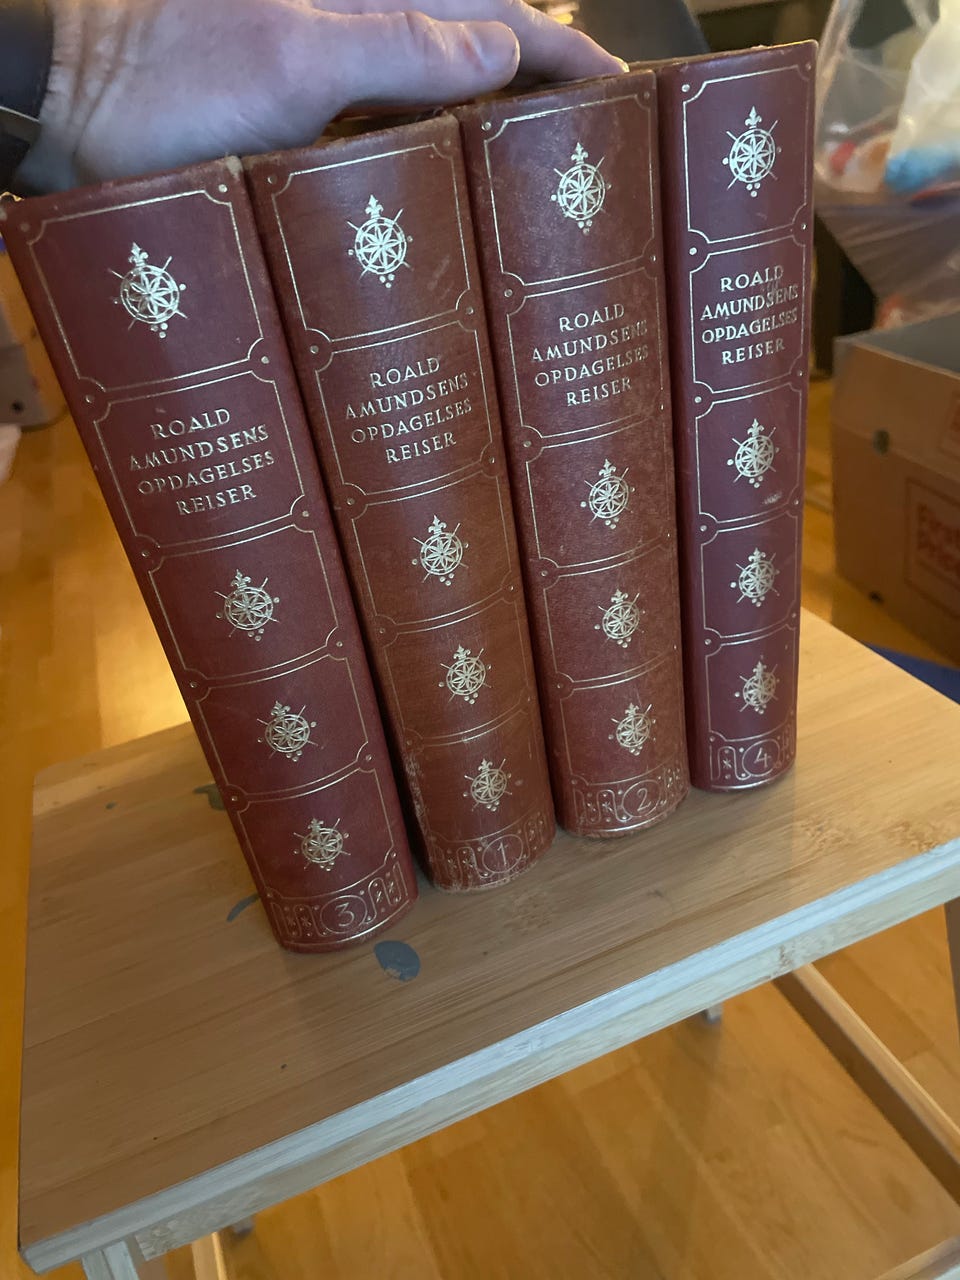 ROALD
AMUNDSENS
OPDAGELSES
REISER
3
ROALD
AMUNDSENS
OPDAGELSES
REISER
1
ROALD
AMUNDSENS
OPDAGELSES
REISER
2
ROALD
AMUNDSENS
OPDAGELSES
REISER
4